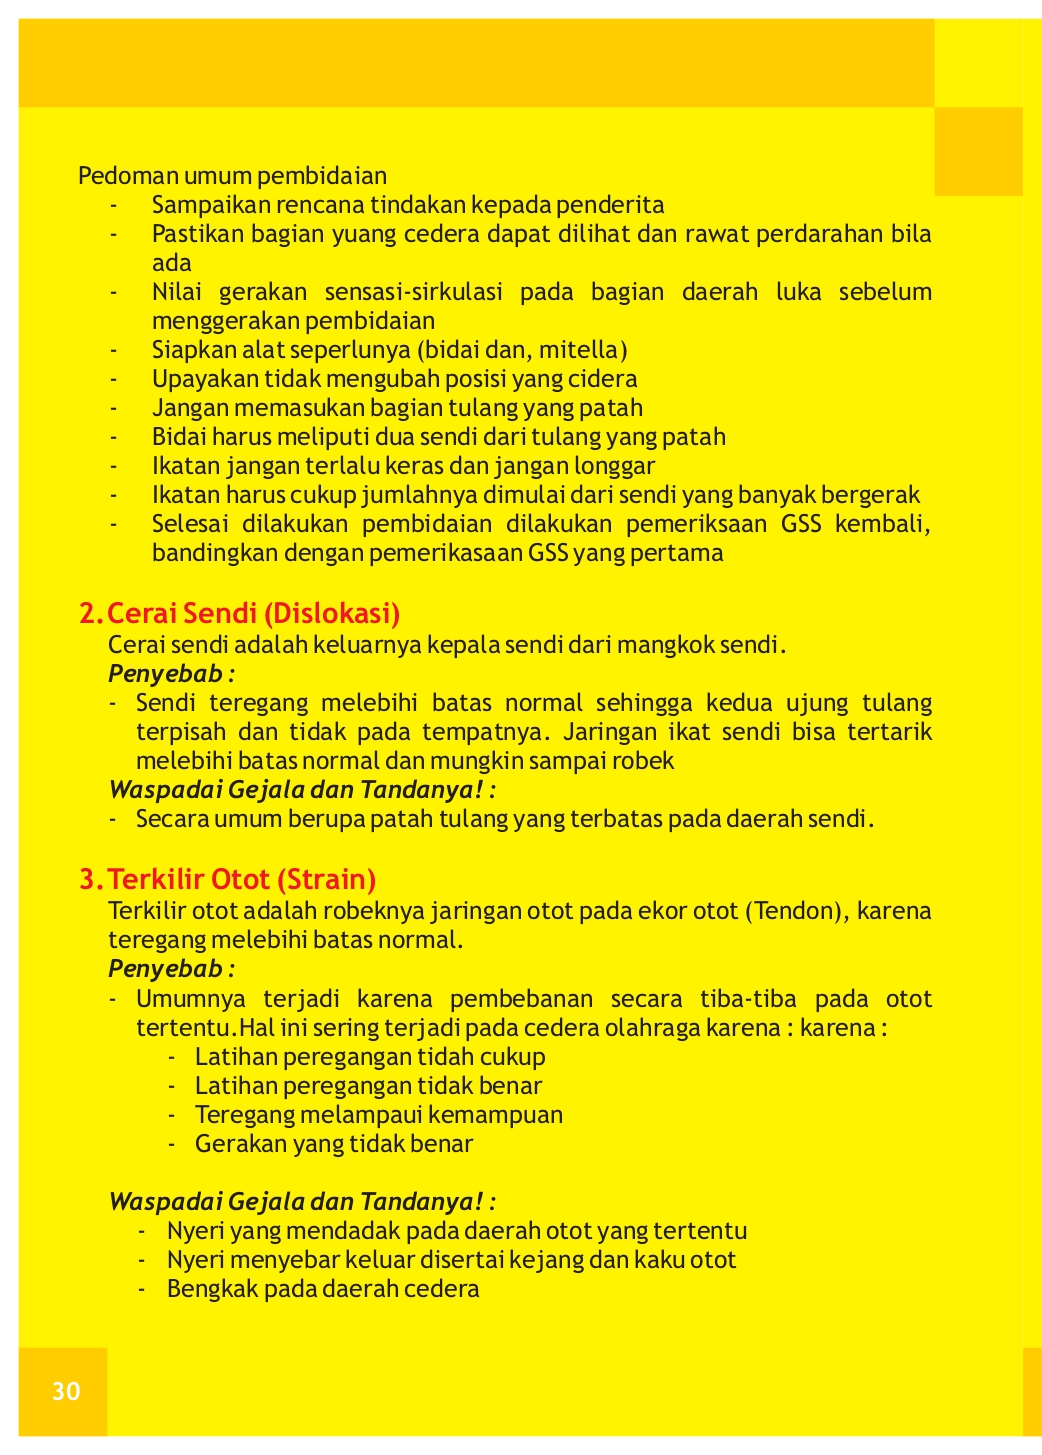 Pedoman umum pembidaian
- Sampaikan rencana tindakan kepada penderita
- Pastikan bagian yuang cedera dapat dilihat dan rawat perdarahan bila
ada
- Nilai gerakan sensasi-sirkulasi pada bagian daerah luka sebelum
menggerakan pembidaian
- Siapkan alat seperlunya (bidai dan, mitella)
- Upayakan tidak mengubah posisi yang cidera
- Jangan memasukan bagian tulang yang patah
- Bidai harus meliputi dua sendi dari tulang yang patah
- Ikatan jangan terlalu keras dan jangan longgar
- Ikatan harus cukup jumlahnya dimulai dari sendi yang banyak bergerak
- Selesai dilakukan pembidaian dilakukan pemeriksaan GSS kembali,
bandingkan dengan pemerikasaan GSS yang pertama
2. Cerai Sendi (Dislokasi)
Cerai sendi adalah keluarnya kepala sendi dari mangkok sendi.
Penyebab :
- Sendi teregang melebihi batas normal sehingga kedua ujung tulang
terpisah dan tidak pada tempatnya. Jaringan ikat sendi bisa tertarik
melebihi batas normal dan mungkin sampai robek
Waspadai Gejala dan Tandanya! :
- Secara umum berupa patah tulang yang terbatas pada daerah sendi.
3. Terkilir Otot (Strain)
Terkilir otot adalah robeknya jaringan otot pada ekor otot (Tendon), karena
teregang melebihi batas normal.
Penyebab :
- Umumnya terjadi karena pembebanan secara tiba-tiba pada otot
tertentu.Hal ini sering terjadi pada cedera olahraga karena : karena :
- Latihan peregangan tidah cukup
- Latihan peregangan tidak benar
- Teregang melampaui kemampuan
- Gerakan yang tidak benar
Waspadai Gejala dan Tandanya! :
- Nyeri yang mendadak pada daerah otot yang tertentu
- Nyeri menyebar keluar disertai kejang dan kaku otot
- Bengkak pada daerah cedera
30